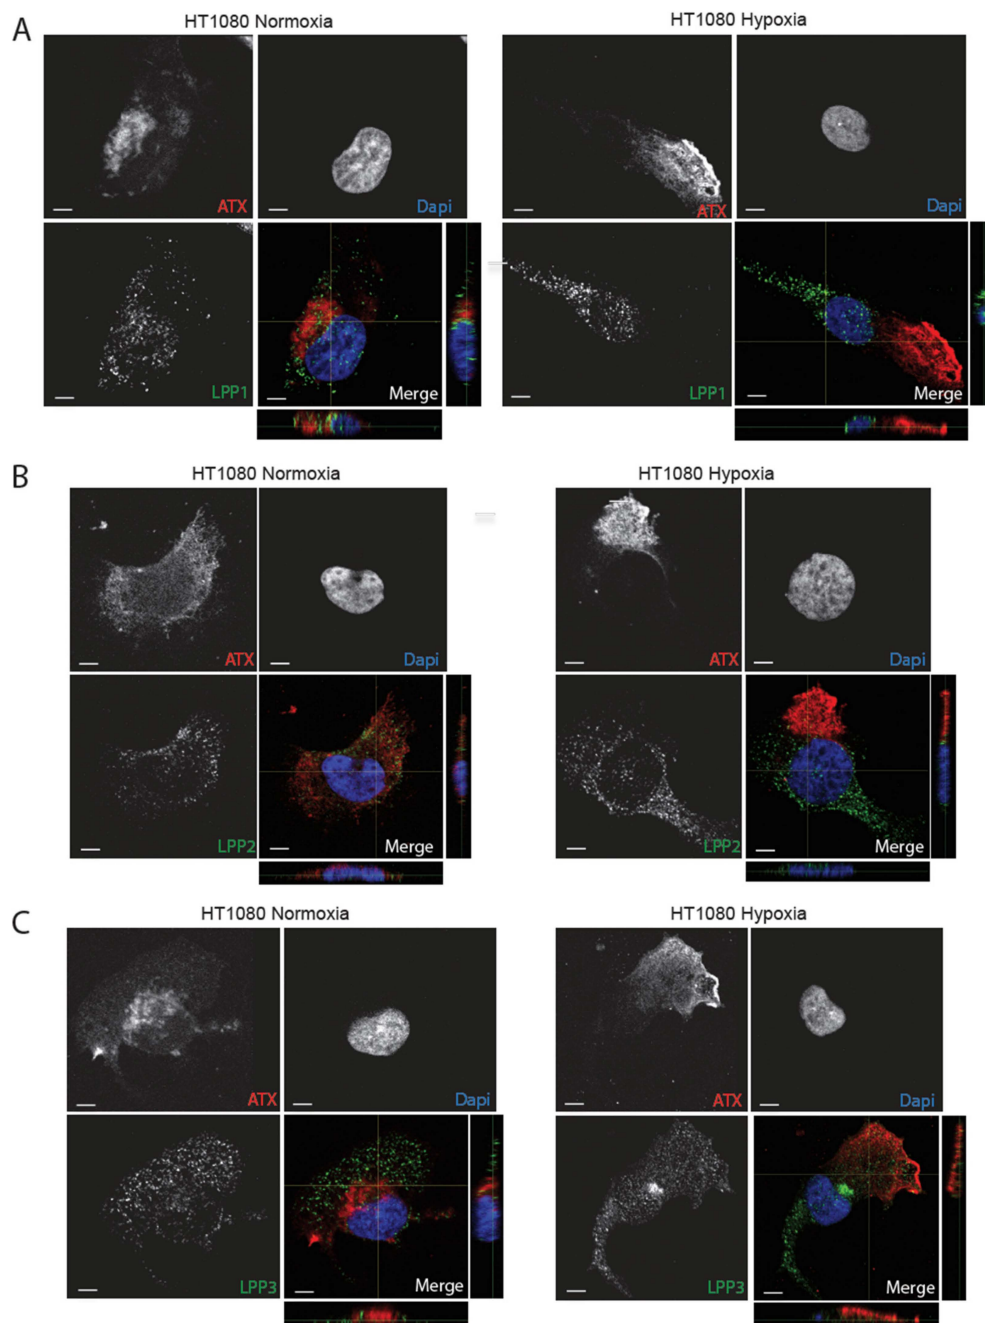 A
HT1080 Normoxia
HT1080 Hypoxia
ATX
Dapi
ATX
Dapi
LPP1
Merge
LPP1
Merge
B
HT1080 Normoxia
HT1080 Hypoxia
ATX
Dapi
ATX
Dapi
LPP2
Merge
LPP2
Merge
C
HT1080 Normoxia
HT1080 Hypoxia
ATX
Dapi
ATX
Dapi
LPP3
Merge
LPP3
Merge